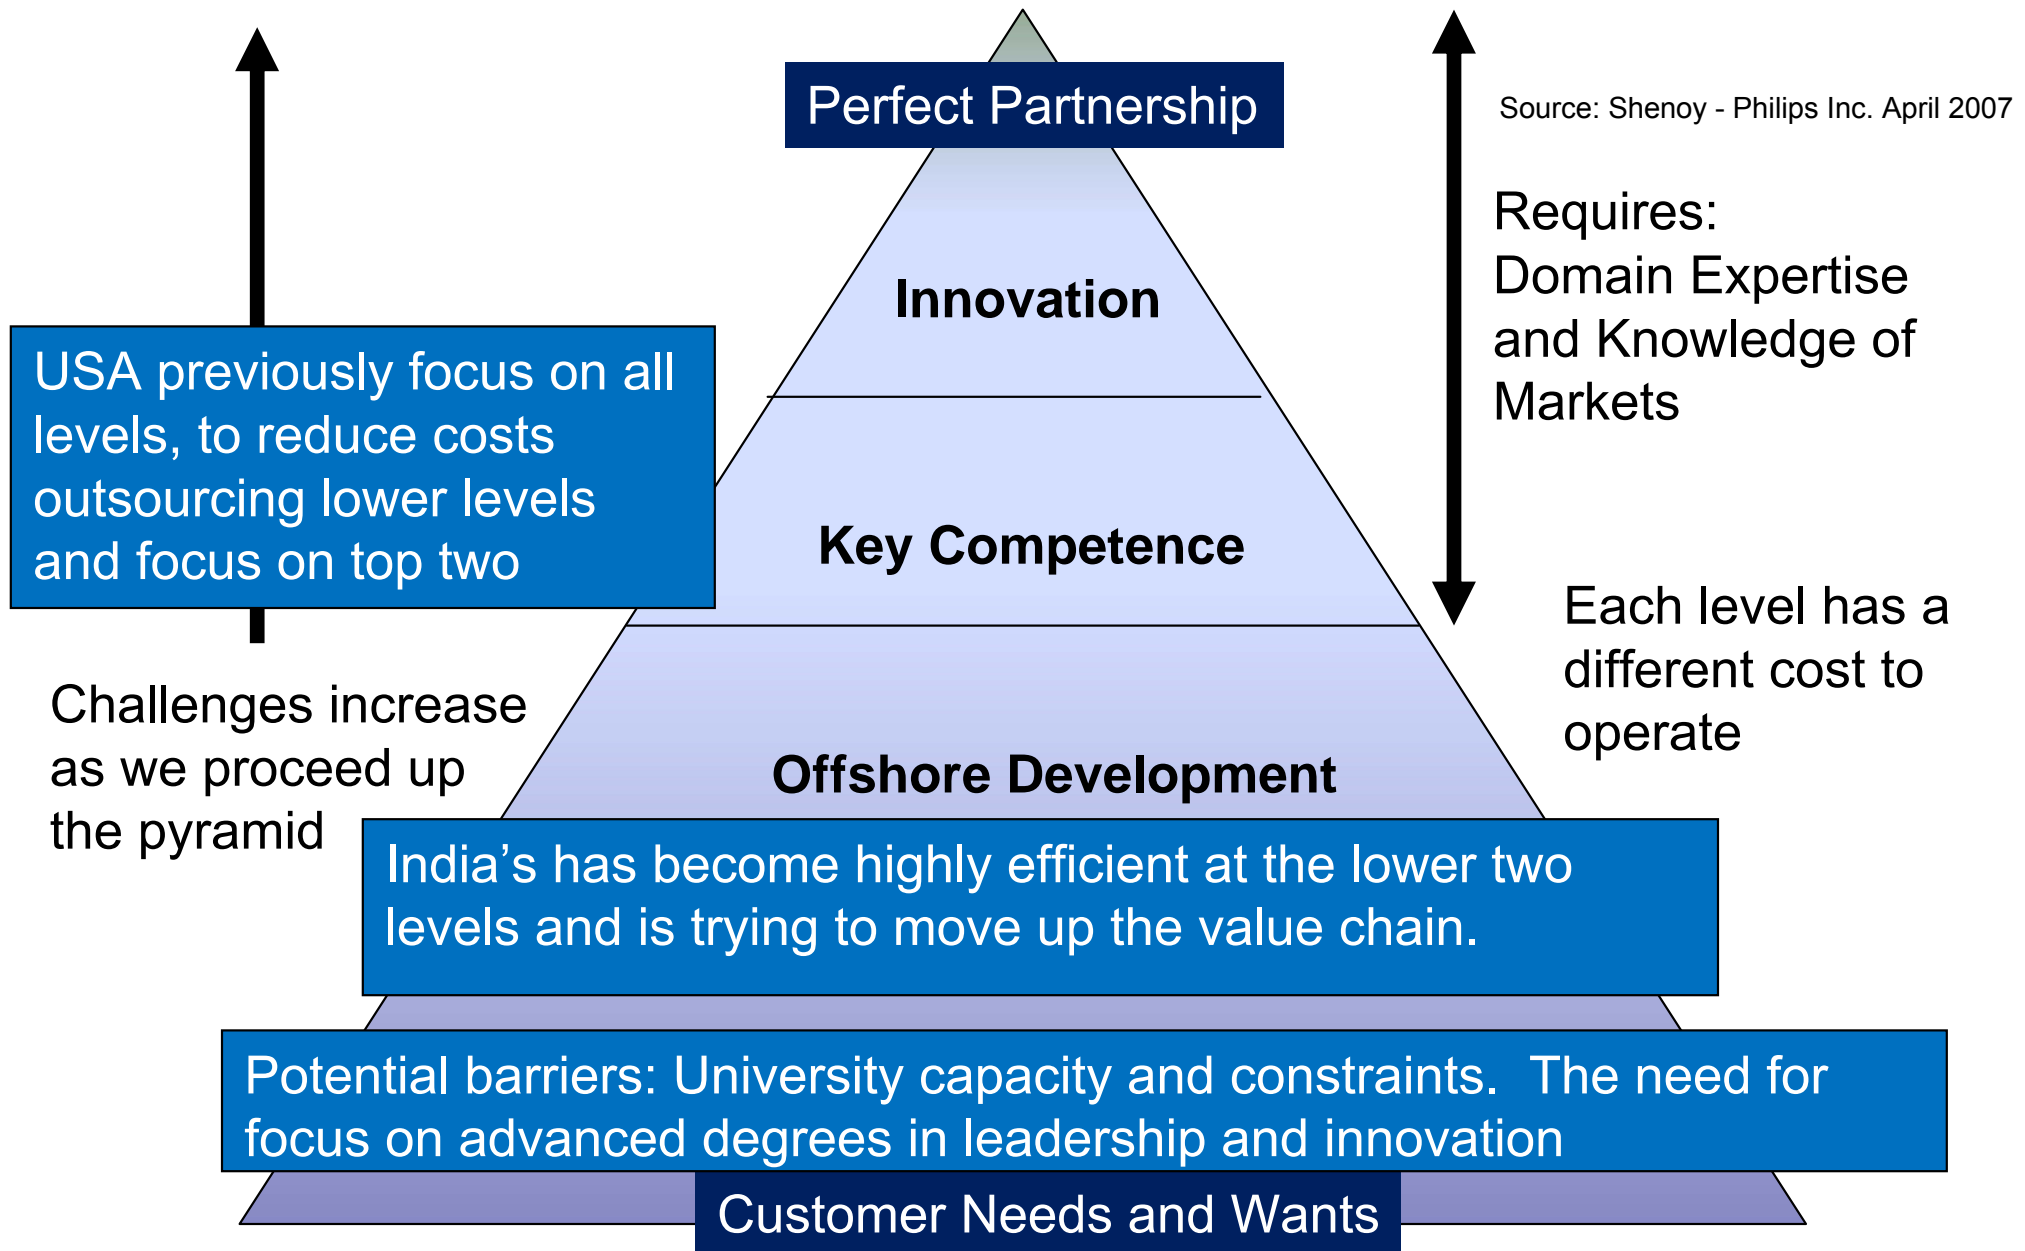 Perfect Partnership
Source: Shenoy - Philips Inc. April 2007
Requires:
Domain Expertise
and Knowledge of
Markets
Innovation
USA previously focus on all
levels, to reduce costs
outsourcing lower levels
and focus on top two
Key Competence
Each level has a
different cost to
operate
Challenges increase
as we proceed up
the pyramid
Offshore Development
India’s has become highly efficient at the lower two
levels and is trying to move up the value chain.
Potential barriers: University capacity and constraints.  The need for
focus on advanced degrees in leadership and innovation
Customer Needs and Wants